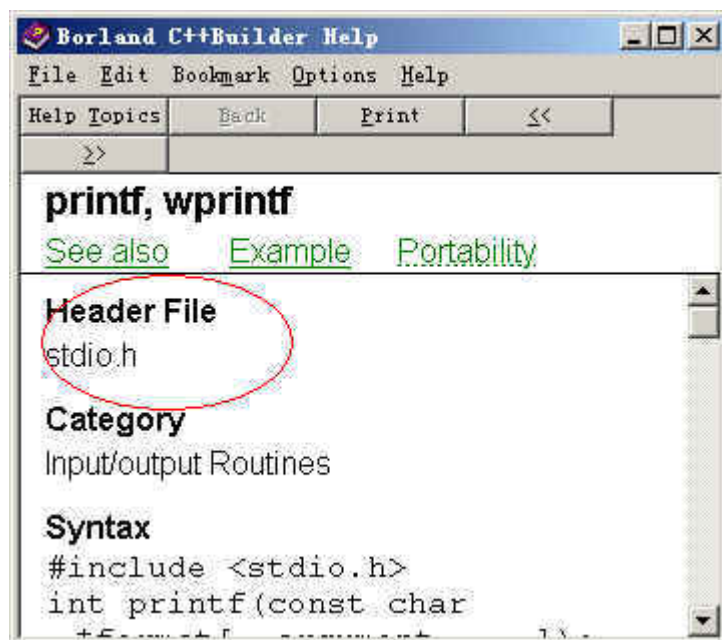 Borland C++Builder Help
File Edit Bookmark Options Help
Help Topics Back Print <<
>>
printf, wprintf
See also Example Portability
Header File
stdio.h
Category
Input/output Routines
Syntax
#include <stdio.h>
int printf(const char